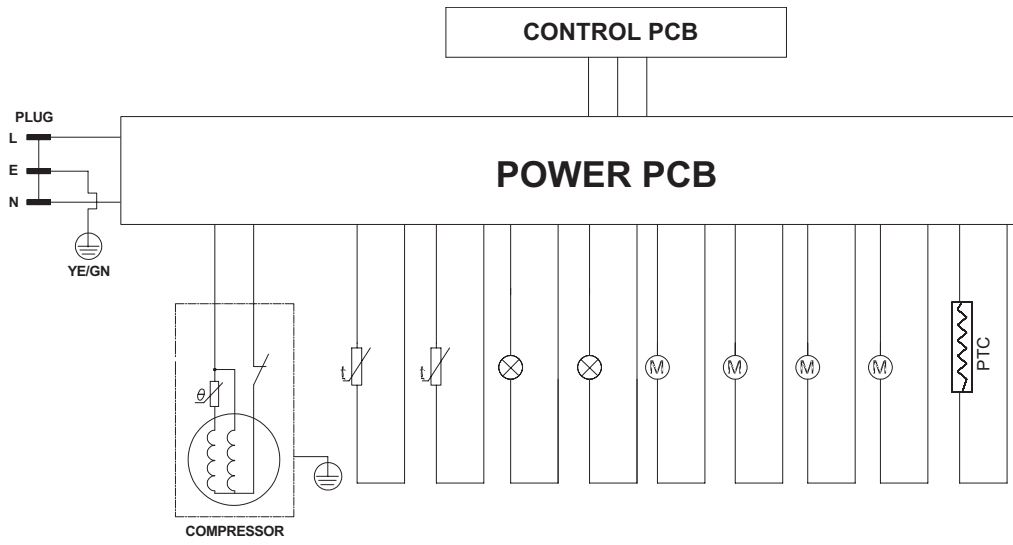 CONTROL PCB
PLUG
L
E
N
POWER PCB
YE/GN
t
t
M
M
M
M
PTC
θ
COMPRESSOR